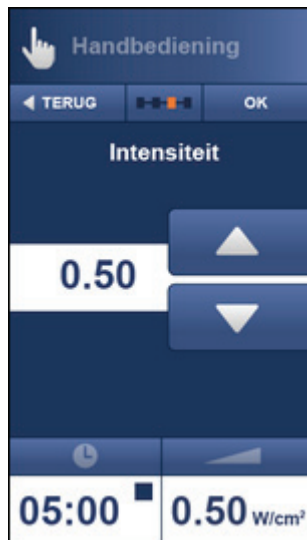 Handbediening
TERUG OK
Intensiteit
0.50
05:00 0.50 W/cm²